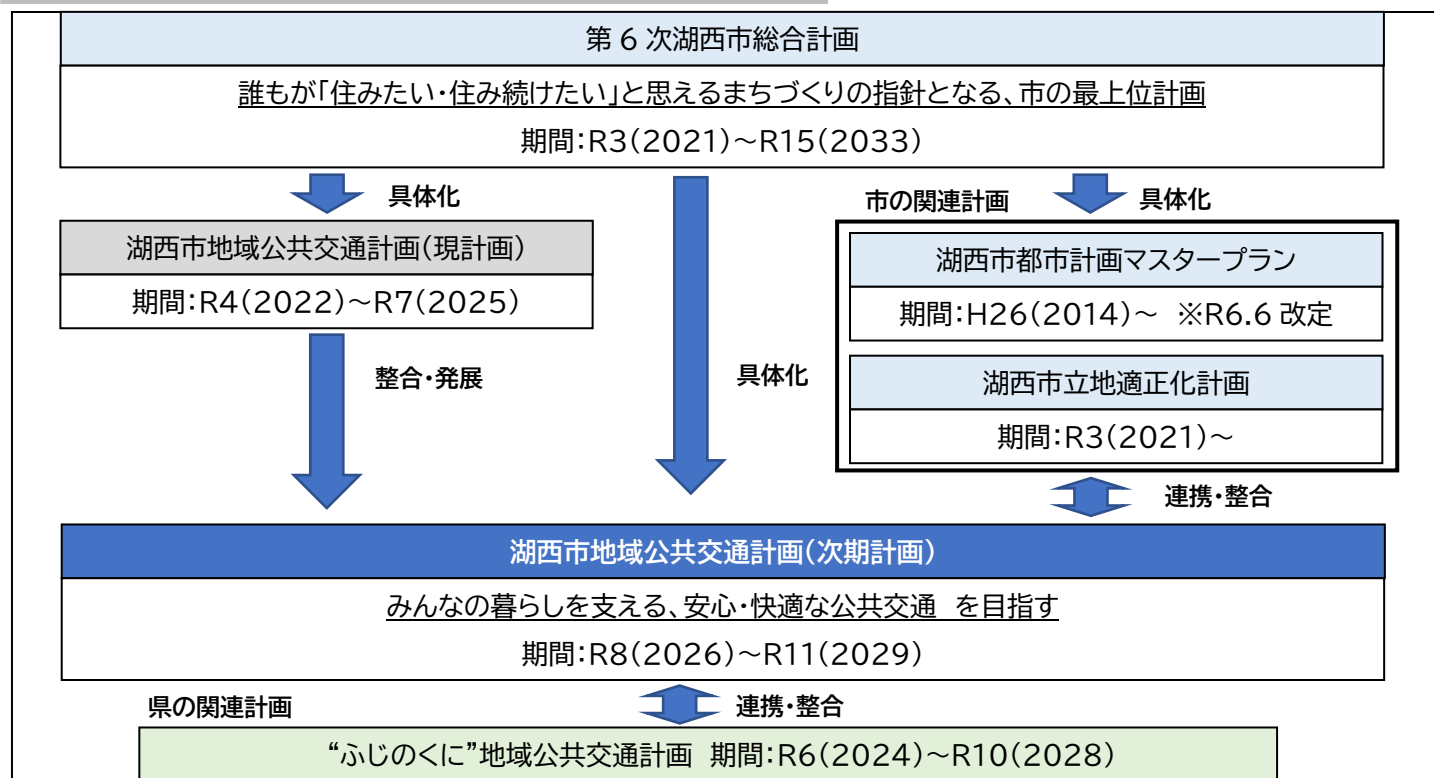 第6次湖西市総合計画
誰もが「住みたい・住み続けたい」と思えるまちづくりの指針となる、市の最上位計画
期間：R3(2021)～R15(2033)
具体化
市の関連計画
具体化
湖西市地域公共交通計画(現計画)
期間：R4(2022)～R7(2025)
湖西市都市計画マスタープラン
期間：H26(2014)～ ※R6.6改定
整合・発展
具体化
湖西市立地適正化計画
期間：R3(2021)～
連携・整合
湖西市地域公共交通計画(次期計画)
みんなの暮らしを支える、安心・快適な公共交通　を目指す
期間：R8(2026)～R11(2029)
県の関連計画
連携・整合
“ふじのくに”地域公共交通計画 期間：R6(2024)～R10(2028)